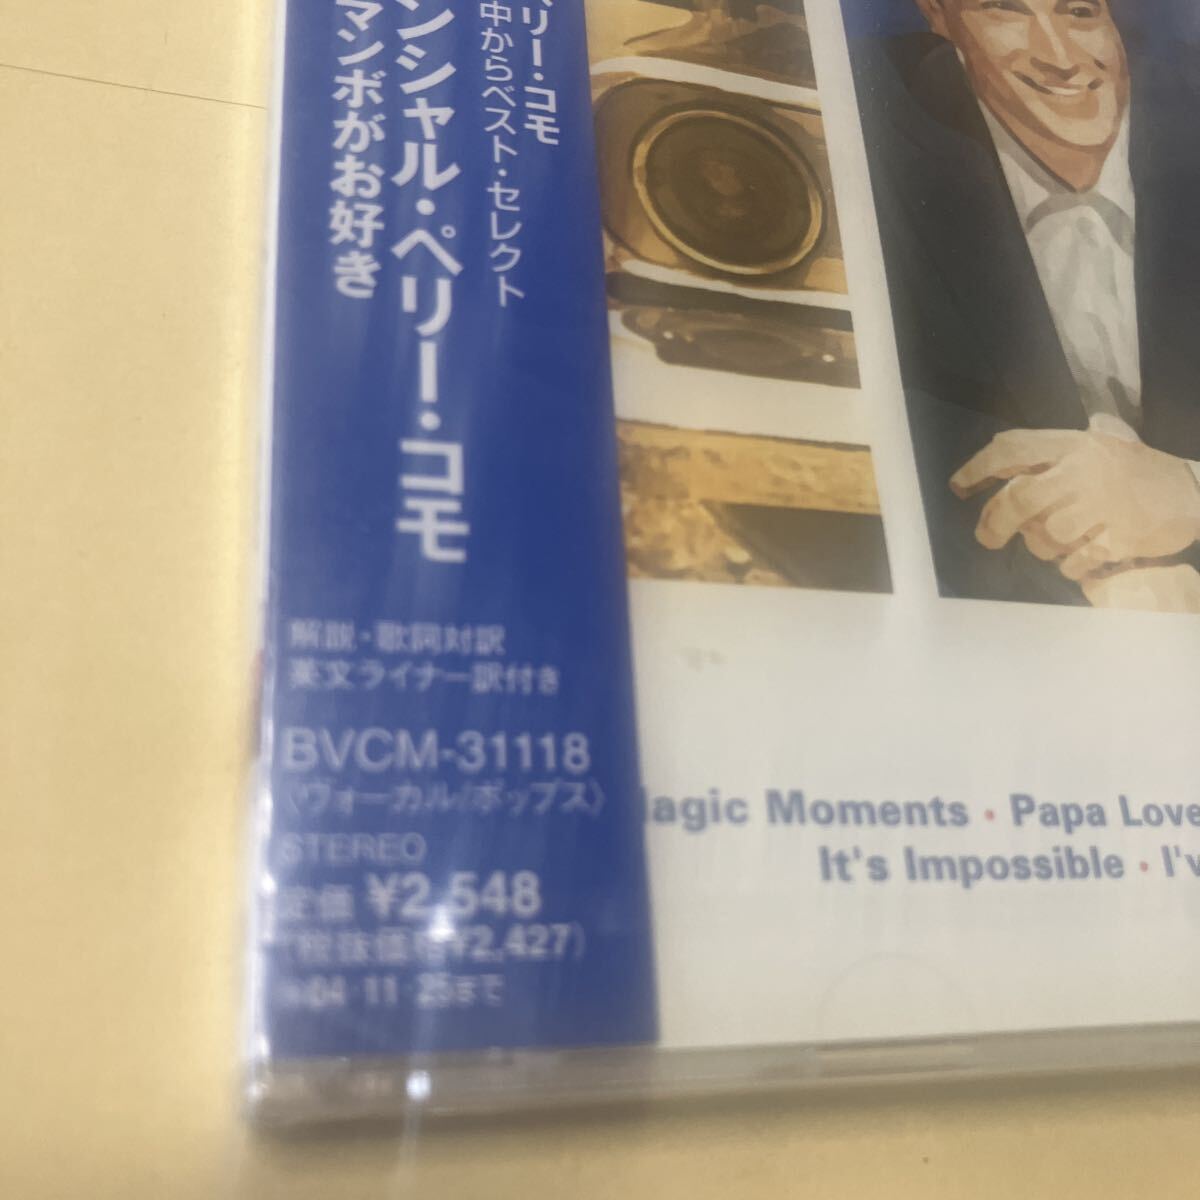 リー・コモ
中からベスト・セレクト
ンシャル・ペリー・コモ
マンボがお好き
解説・歌詞対訳
英文ライナー訳付き
BVCM-31118
〈ヴォーカル/ポップス〉
STEREO
定価 ¥2,548
(税抜価格¥2,427)
04・11・25まで
Magic Moments • Papa Love
It's Impossible • I'v